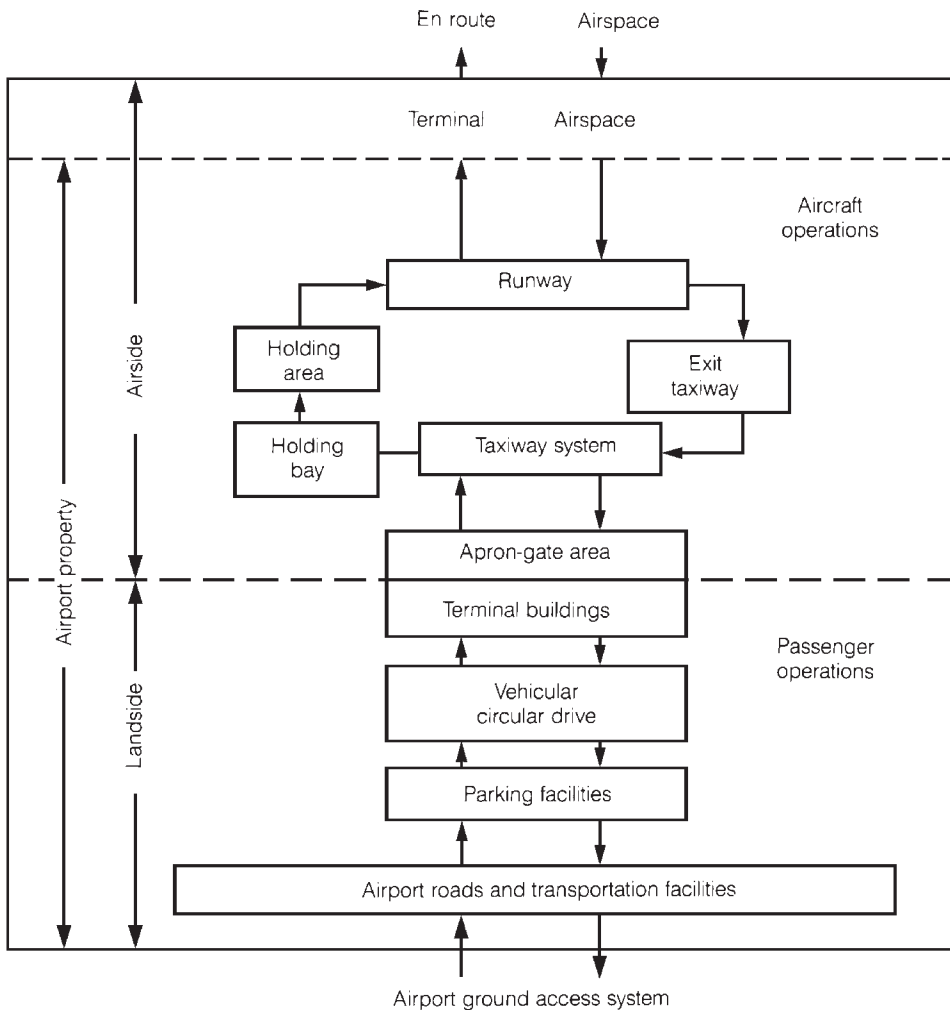 En route Airspace
Terminal Airspace
Aircraft
operations
Runway
Holding
area
Exit
taxiway
Airside
Taxiway system
Holding
bay
Airport property
Apron-gate area
Terminal buildings
Passenger
operations
Landside
Vehicular
circular drive
Parking facilities
Airport roads and transportation facilities
Airport ground access system